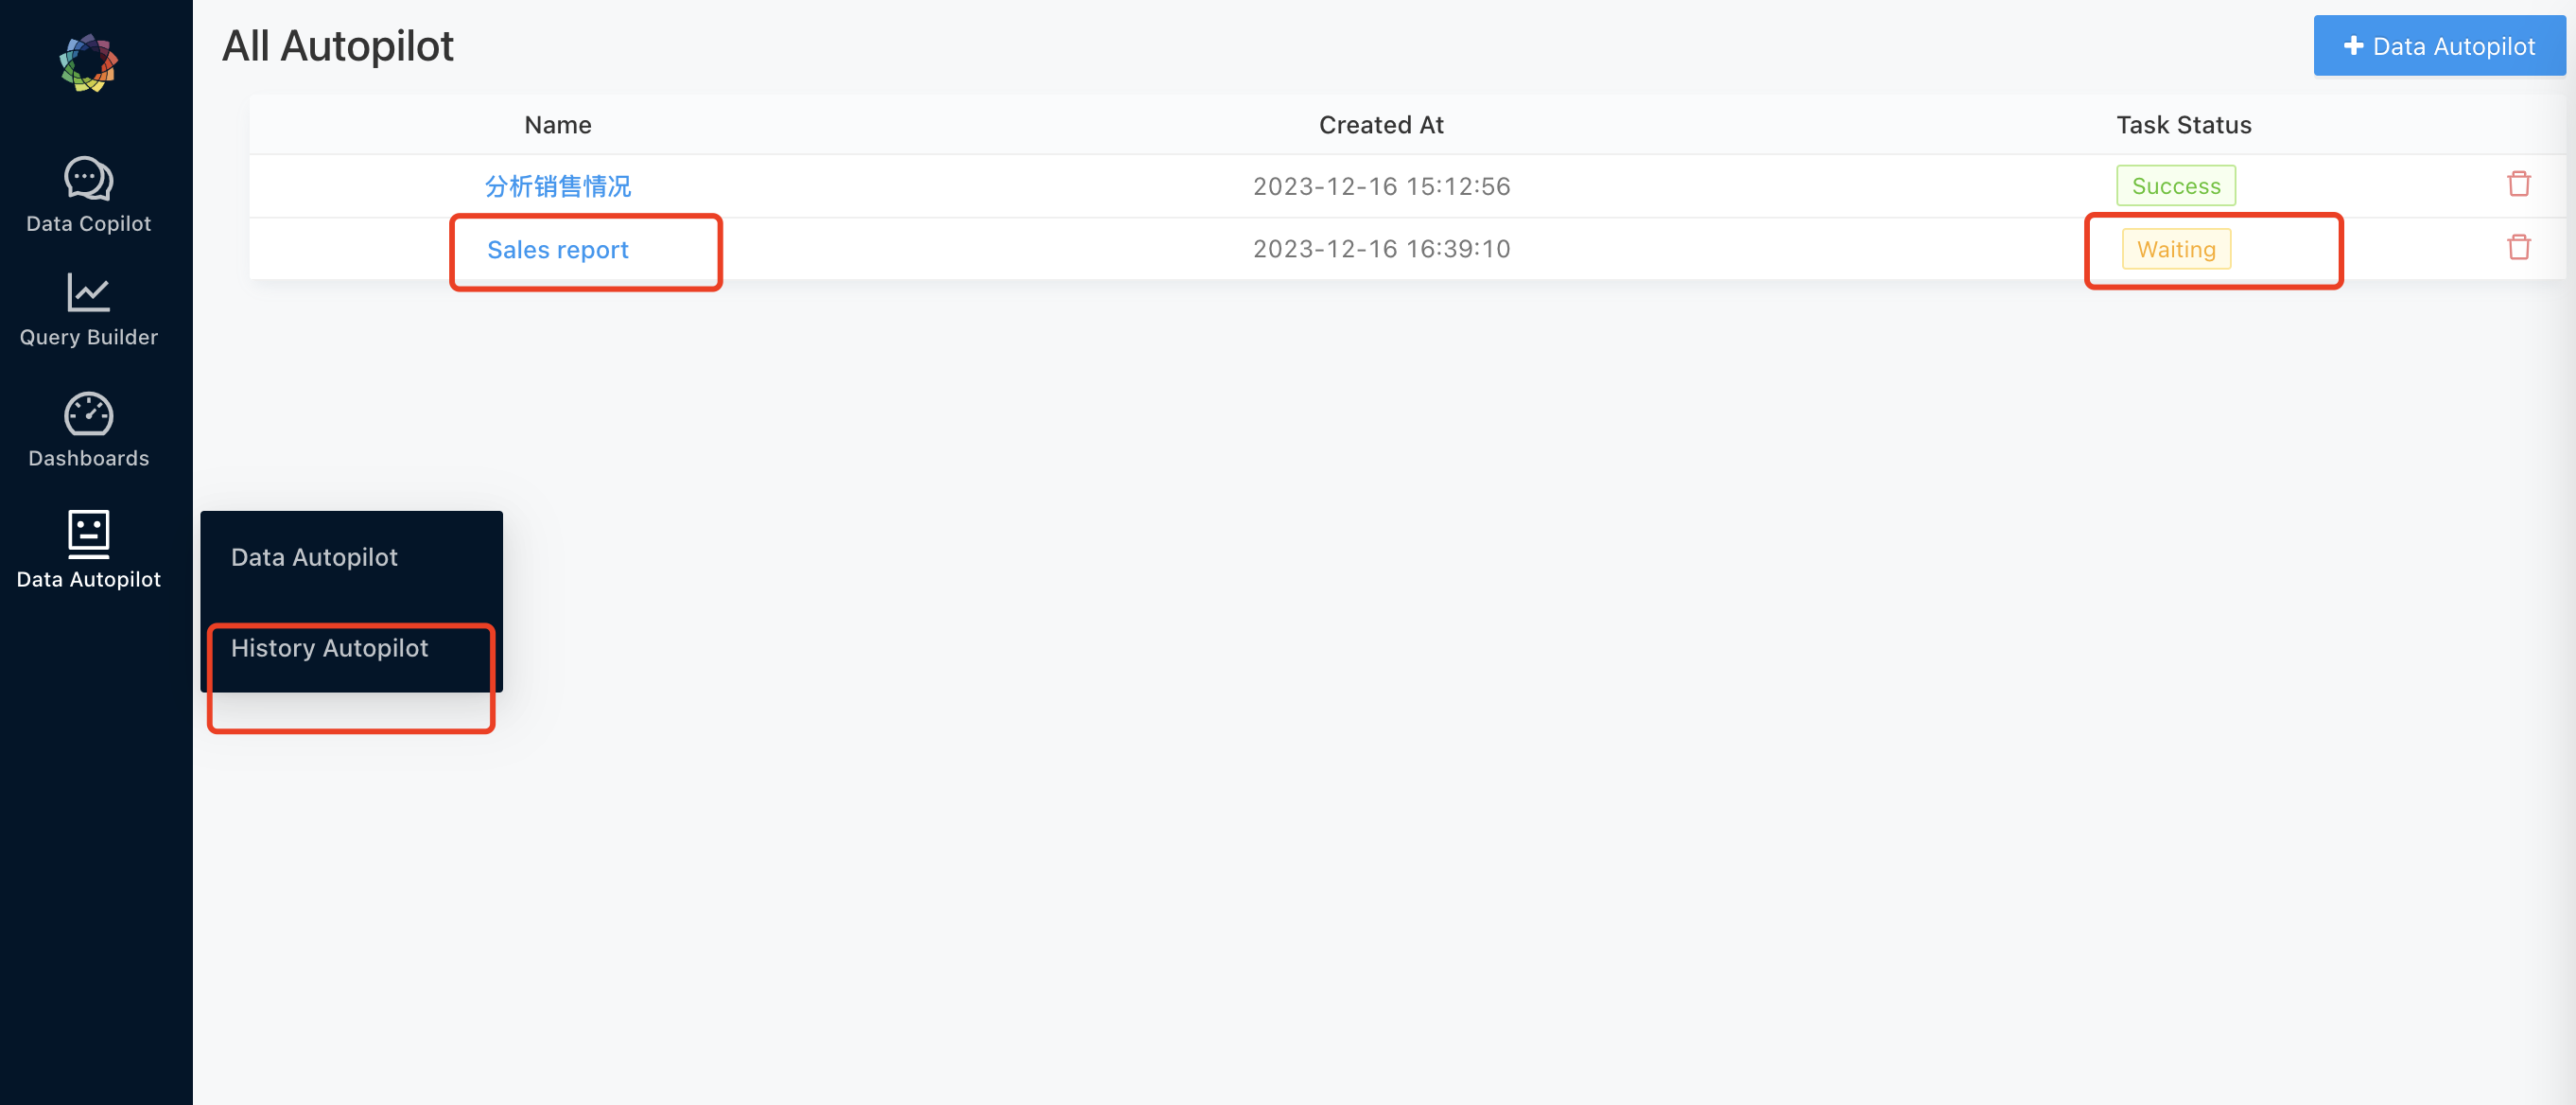 All Autopilot
Data Autopilot
Name Created At Task Status
分析销售情况 2023-12-16 15:12:56 Success
Sales report 2023-12-16 16:39:10 Waiting
Data Copilot
Query Builder
Dashboards
Data Autopilot
Data Autopilot
History Autopilot